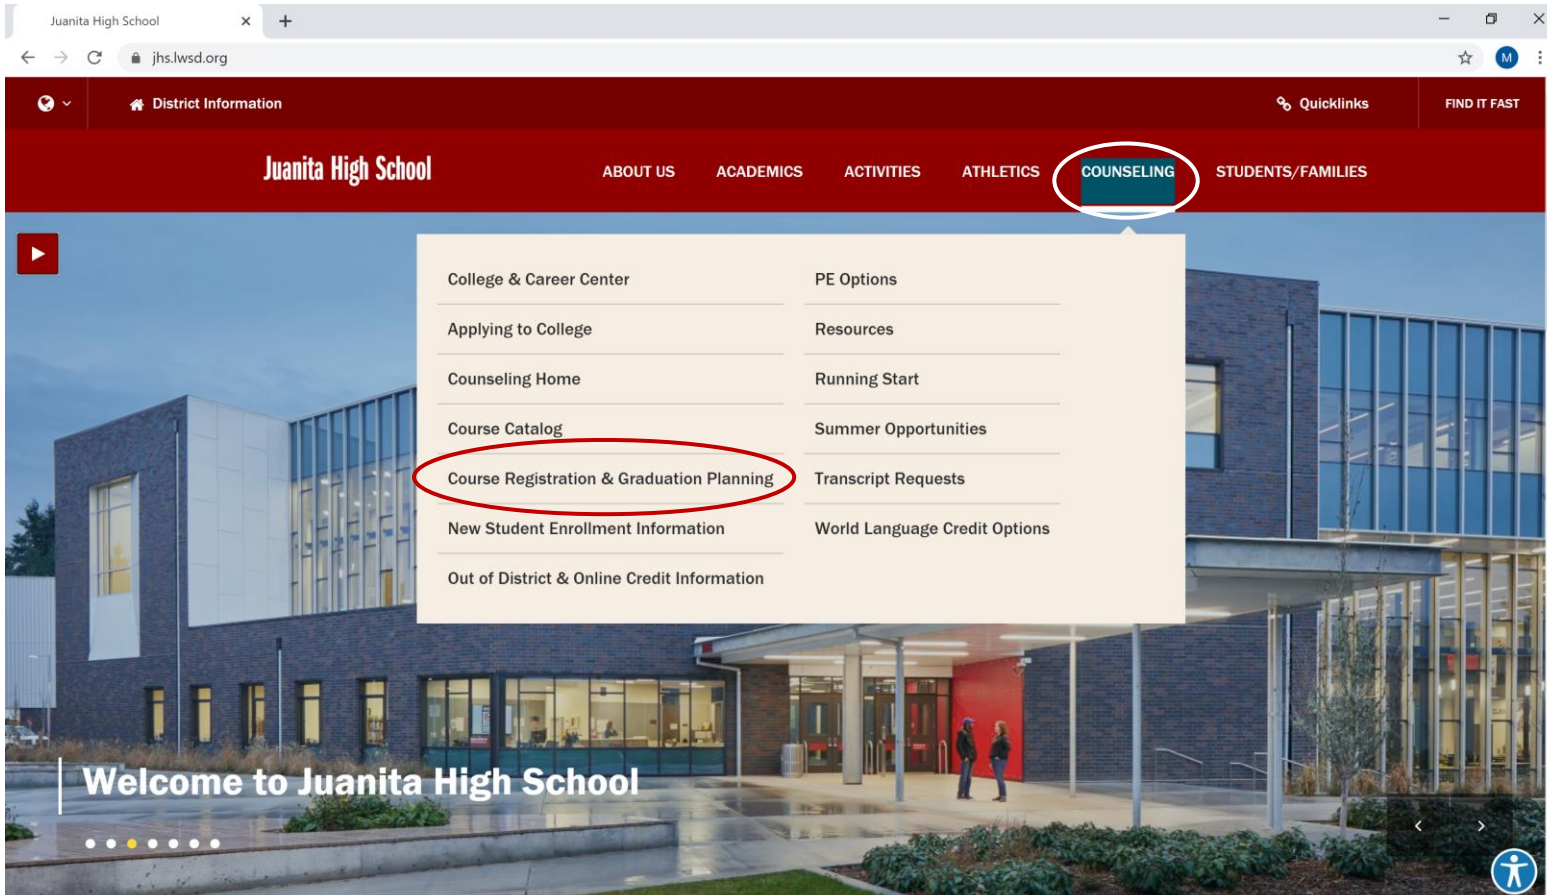 Juanita High School
jhs.lwsd.org
M
District Information
Quicklinks
FIND IT FAST
Juanita High School
ABOUT US
ACADEMICS
ACTIVITIES
ATHLETICS
COUNSELING
STUDENTS/FAMILIES
College & Career Center
Applying to College
Counseling Home
Course Catalog
Course Registration & Graduation Planning
New Student Enrollment Information
Out of District & Online Credit Information
PE Options
Resources
Running Start
Summer Opportunities
Transcript Requests
World Language Credit Options
Welcome to Juanita High School